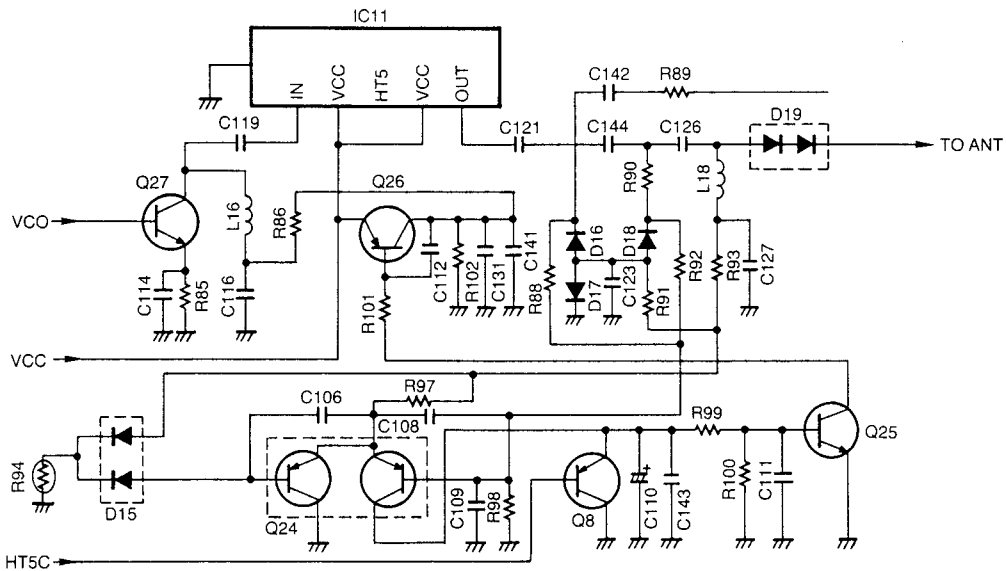 IC11
IN
VCC
HT5
VCC
OUT
C119
Q27
VCO
L16
R86
C114
R85
C116
Q26
C112
R102
C131
C141
R101
C121
C142
R89
C144
C126
D19
TO ANT
R90
L18
D16
D18
R88
D17
C123
R91
R92
R93
C127
VCC
C106
R97
C108
R94
D15
Q24
C109
R98
Q8
C110
+
C143
R99
R100
C111
Q25
HT5C